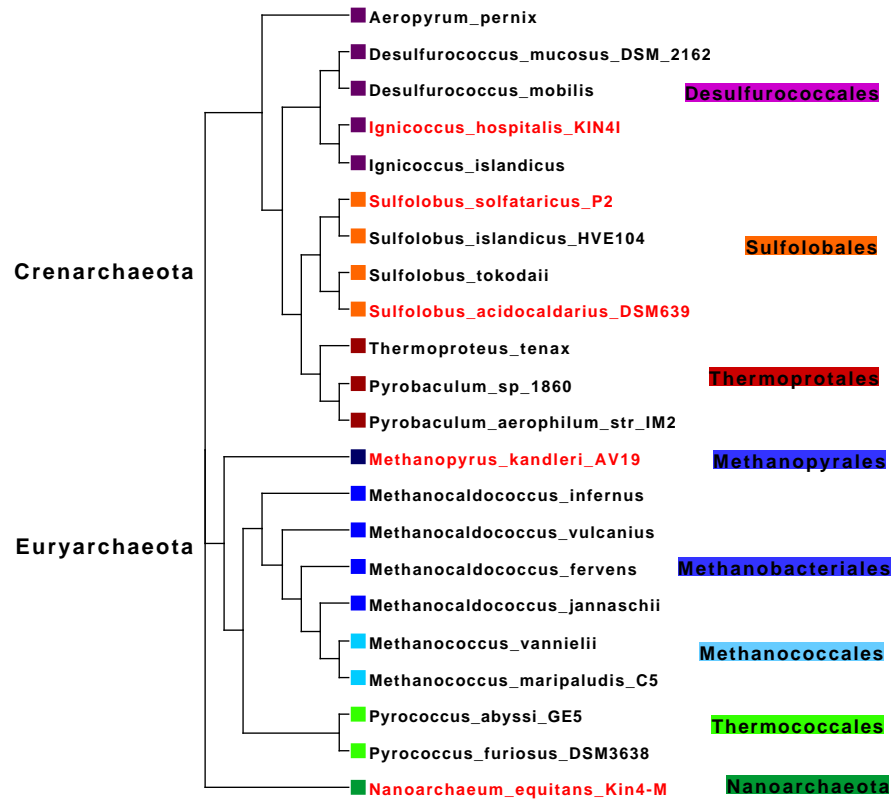 Aeropyrum_pernix
Desulfurococcus_mucosus_DSM_2162
Desulfurococcus_mobilis
Desulfurococcales
Ignicoccus_hospitalis_KIN4I
Ignicoccus_islandicus
Sulfolobus_solfataricus_P2
Sulfolobus_islandicus_HVE104
Sulfolobales
Crenarchaeota
Sulfolobus_tokodaii
Sulfolobus_acidocaldarius_DSM639
Thermoproteus_tenax
Thermoprotales
Pyrobaculum_sp_1860
Pyrobaculum_aerophilum_str_IM2
Methanopyrus_kandleri_AV19
Methanopyrales
Methanocaldococcus_infernus
Methanocaldococcus_vulcanius
Euryarchaeota
Methanocaldococcus_fervens
Methanobacteriales
Methanocaldococcus_jannaschii
Methanococcus_vannielii
Methanococcales
Methanococcus_maripaludis_C5
Pyrococcus_abyssi_GE5
Thermococcales
Pyrococcus_furiosus_DSM3638
Nanoarchaeum_equitans_Kin4-M
Nanoarchaeota